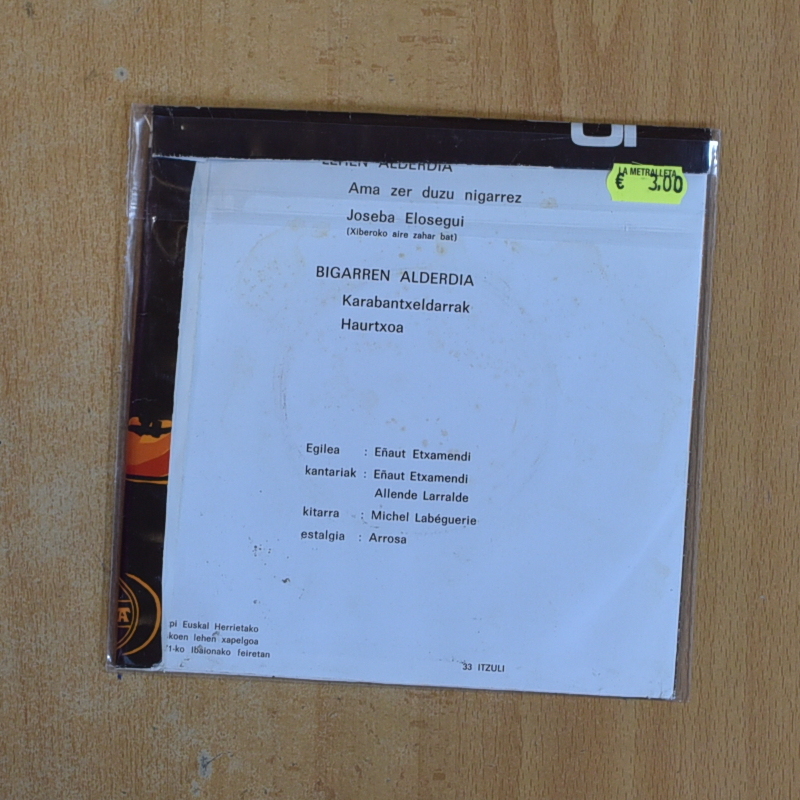 LEHEN ALDERDIA
LA METRALLETA
€ 3,00
Ama zer duzu nigarrez
Joseba Elosegui
(Xiberoko aire zahar bat)
BIGARREN ALDERDIA
Karabantxeldarrak
Haurtxoa
Egilea : Eñaut Etxamendi
kantariak : Eñaut Etxamendi
Allende Larralde
kitarra : Michel Labéguerie
estalgia : Arrosa
pi Euskal Herrietako
koen lehen xapelgoa
1-ko Ibaionako feiretan
33 ITZULI